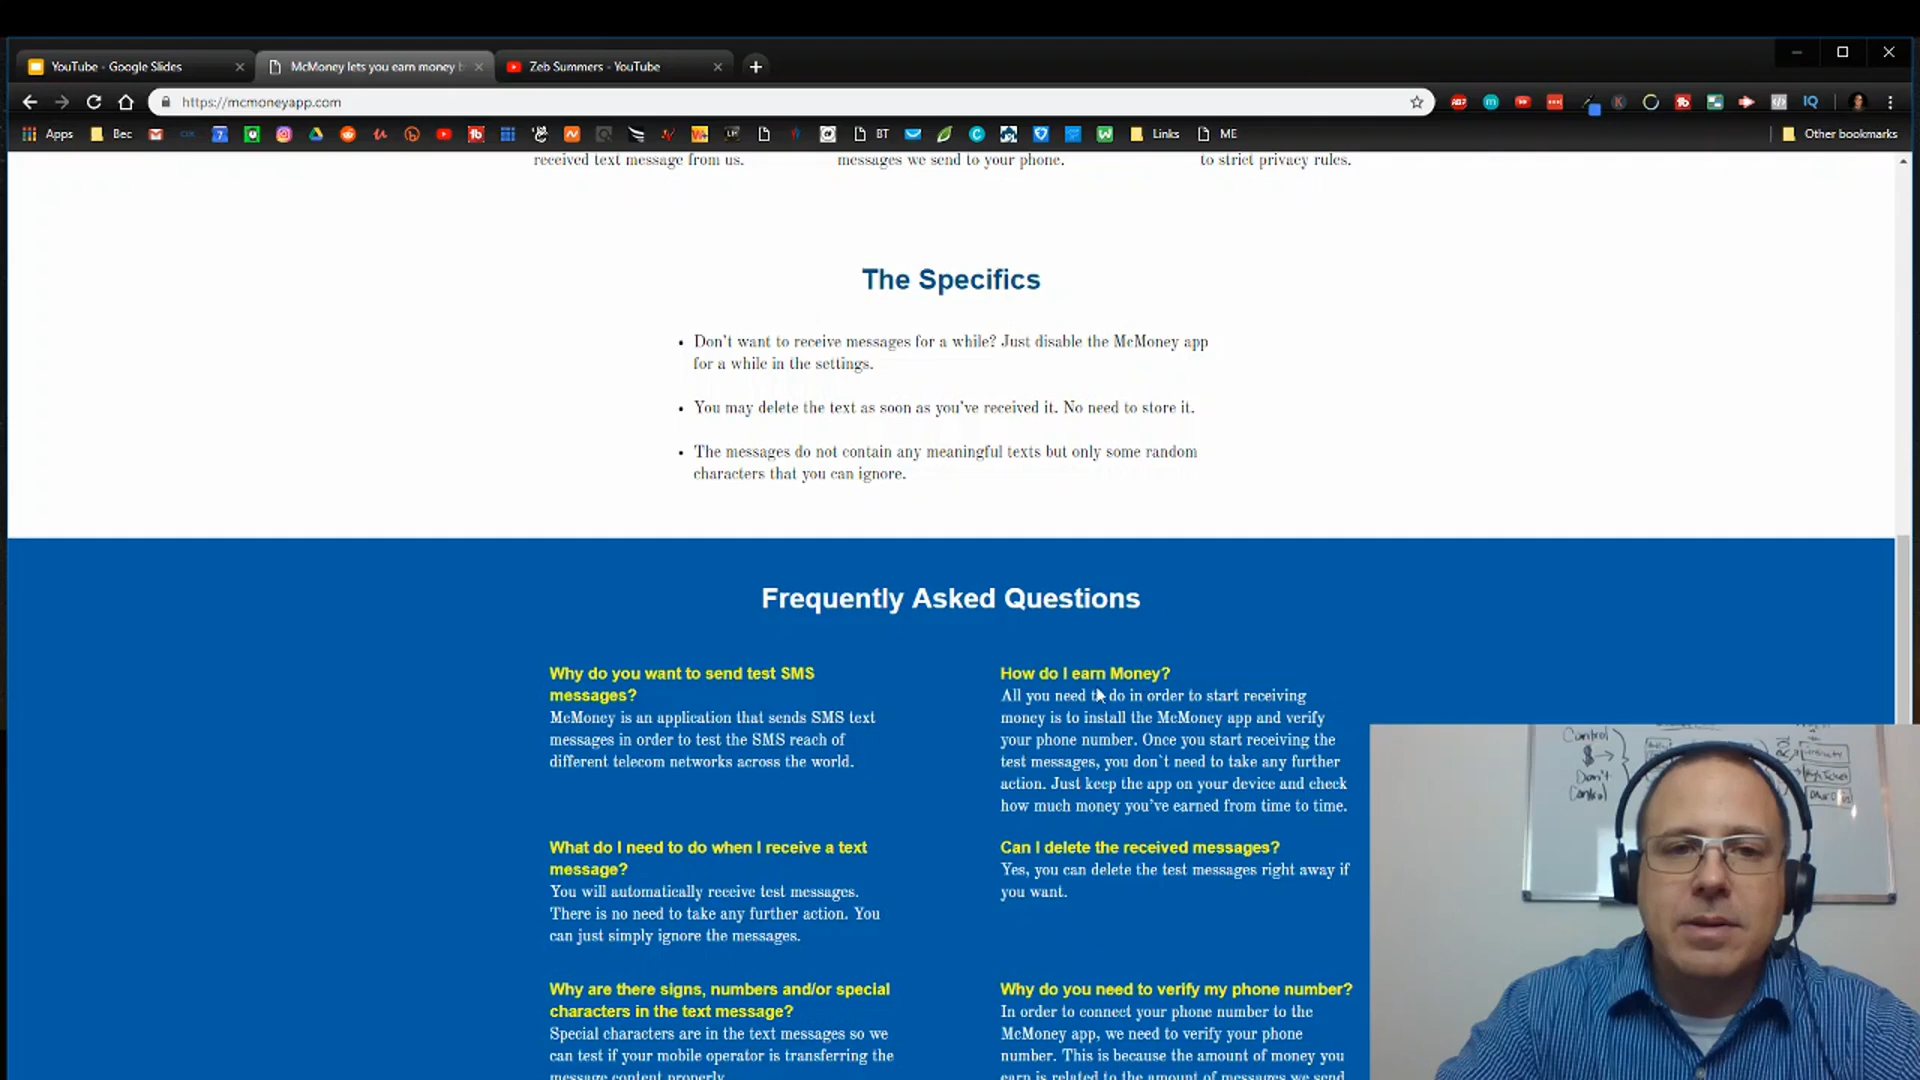 YouTube - Google Slides
McMoney lets you earn money b
Zeb Summers - YouTube
https://mcmoneyapp.com
Apps
Bec
BT
Links
ME
Other bookmarks
received text message from us.
messages we send to your phone.
to strict privacy rules.
The Specifics
• Don't want to receive messages for a while? Just disable the McMoney app
for a while in the settings.
• You may delete the text as soon as you've received it. No need to store it.
• The messages do not contain any meaningful texts but only some random
characters that you can ignore.
Frequently Asked Questions
Why do you want to send test SMS
messages?
McMoney is an application that sends SMS text
messages in order to test the SMS reach of
different telecom networks across the world.
How do I earn Money?
All you need to do in order to start receiving
money is to install the McMoney app and verify
your phone number. Once you start receiving the
test messages, you don`t need to take any further
action. Just keep the app on your device and check
how much money you've earned from time to time.
What do I need to do when I receive a text
message?
You will automatically receive test messages.
There is no need to take any further action. You
can just simply ignore the messages.
Can I delete the received messages?
Yes, you can delete the test messages right away if
you want.
Why are there signs, numbers and/or special
characters in the text message?
Special characters are in the text messages so we
can test if your mobile operator is transferring the
message content properly.
Why do you need to verify my phone number?
In order to connect your phone number to the
McMoney app, we need to verify your phone
number. This is because the amount of money you
earn is related to the amount of messages we send
Control
$
Don't
Control